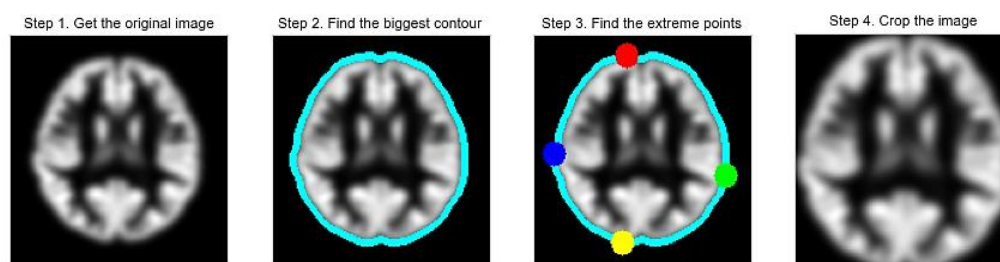 Step 1. Get the original image
Step 2. Find the biggest contour
Step 3. Find the extreme points
Step 4. Crop the image